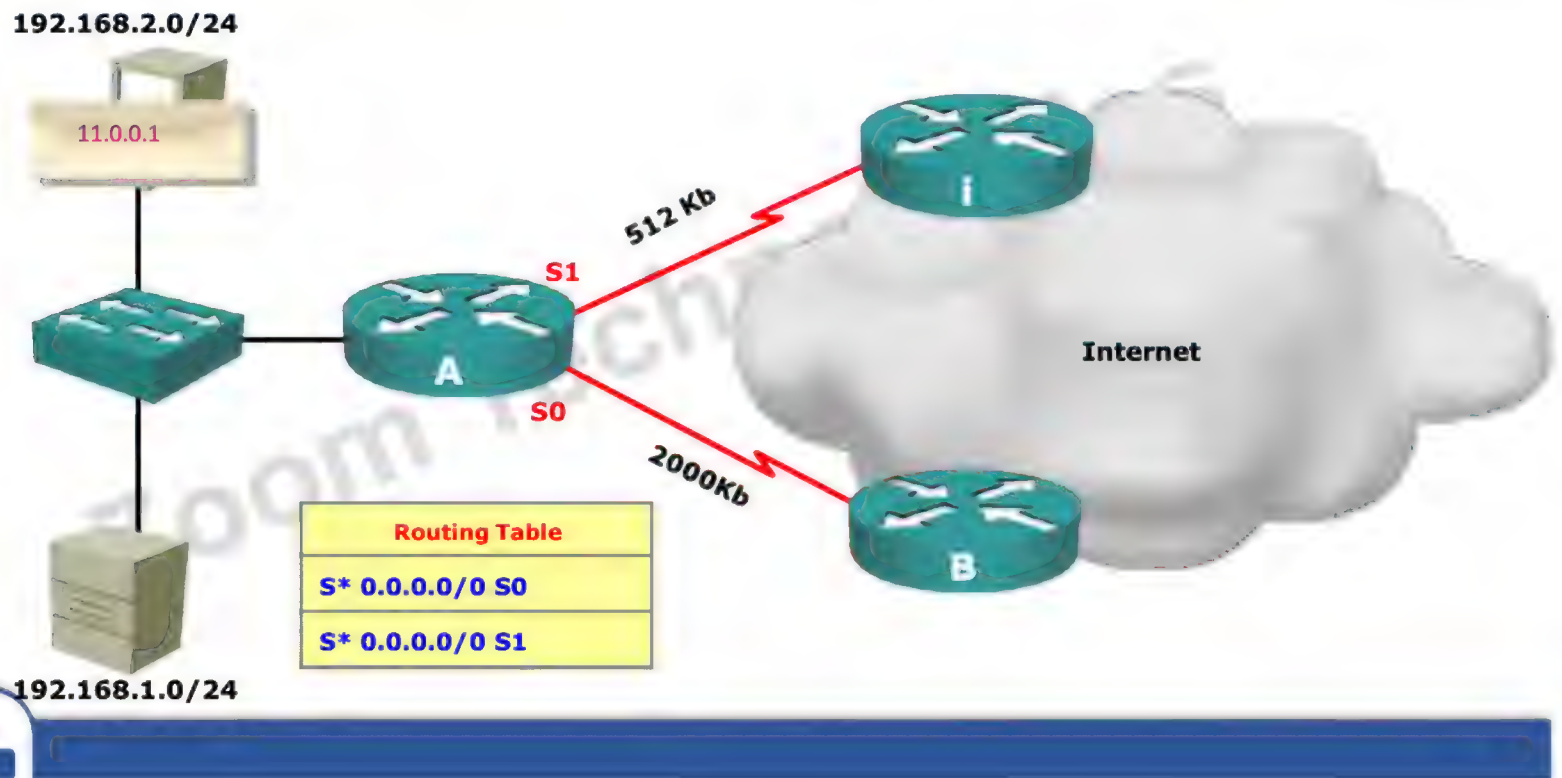 192.168.2.0/24
11.0.0.1
512 Kb
i
S1
A
Internet
S0
2000Kb
B
Routing Table
S* 0.0.0.0/0 S0
S* 0.0.0.0/0 S1
192.168.1.0/24